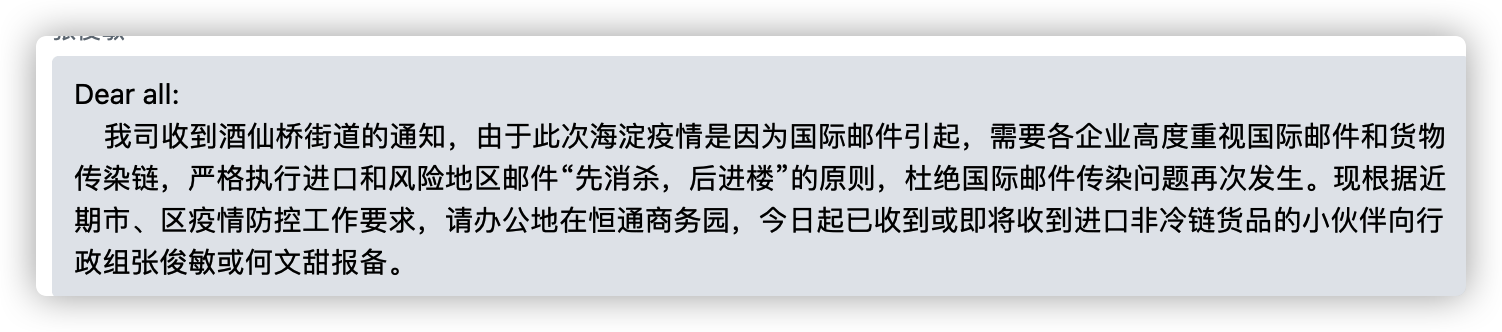 Dear all:
我司收到酒仙桥街道的通知，由于此次海淀疫情是因为国际邮件引起，需要各企业高度重视国际邮件和货物
传染链，严格执行进口和风险地区邮件“先消杀，后进楼”的原则，杜绝国际邮件传染问题再次发生。现根据近
期市、区疫情防控工作要求，请办公地在恒通商务园，今日起已收到或即将收到进口非冷链货品的小伙伴向行
政组张俊敏或何文甜报备。